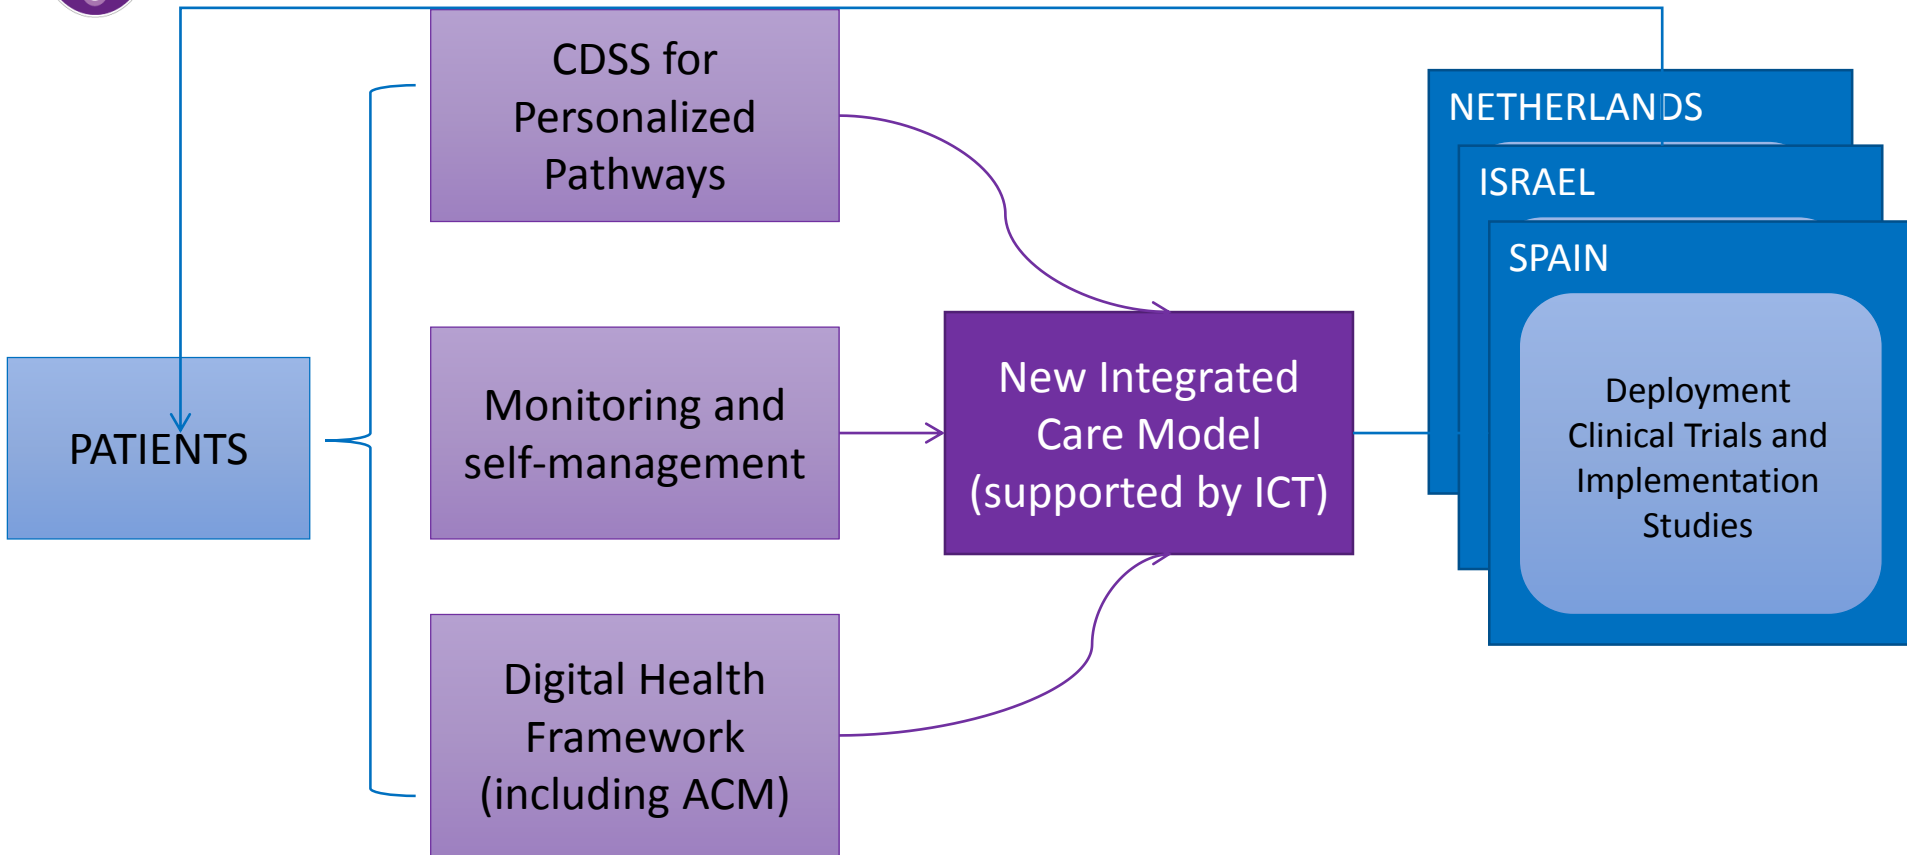 PATIENTS
CDSS for
Personalized
Pathways
Monitoring and
self-management
Digital Health
Framework
(including ACM)
New Integrated
Care Model
(supported by ICT)
NETHERLANDS
ISRAEL
SPAIN
Deployment
Clinical Trials and
Implementation
Studies